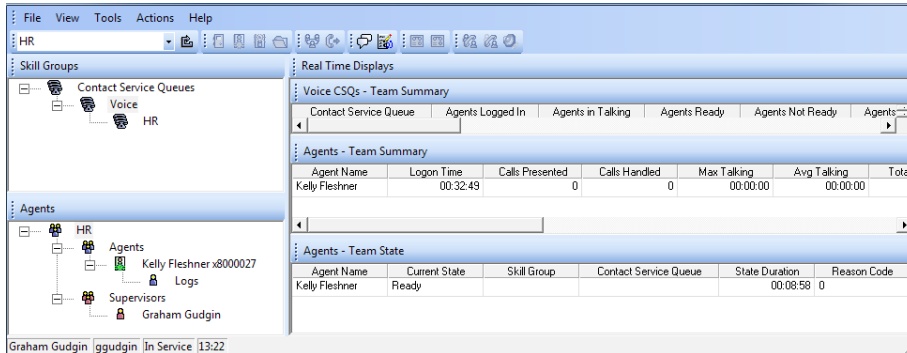 File View Tools Actions Help
HR
Skill Groups
Contact Service Queues
Voice
HR
Agents
HR
Agents
Kelly Fleshner x8000027
Logs
Supervisors
Graham Gudgin
Real Time Displays
Voice CSQs - Team Summary
Contact Service Queue Agents Logged In Agents in Talking Agents Ready Agents Not Ready Agents
Agents - Team Summary
Agent Name Logon Time Calls Presented Calls Handled Max Talking Avg Talking Tota
Kelly Fleshner 00:32:49 0 0 00:00:00 00:00:00
Agents - Team State
Agent Name Current State Skill Group Contact Service Queue State Duration Reason Code
Kelly Fleshner Ready 00:08:58 0
Graham Gudgin ggudgin In Service 13:22